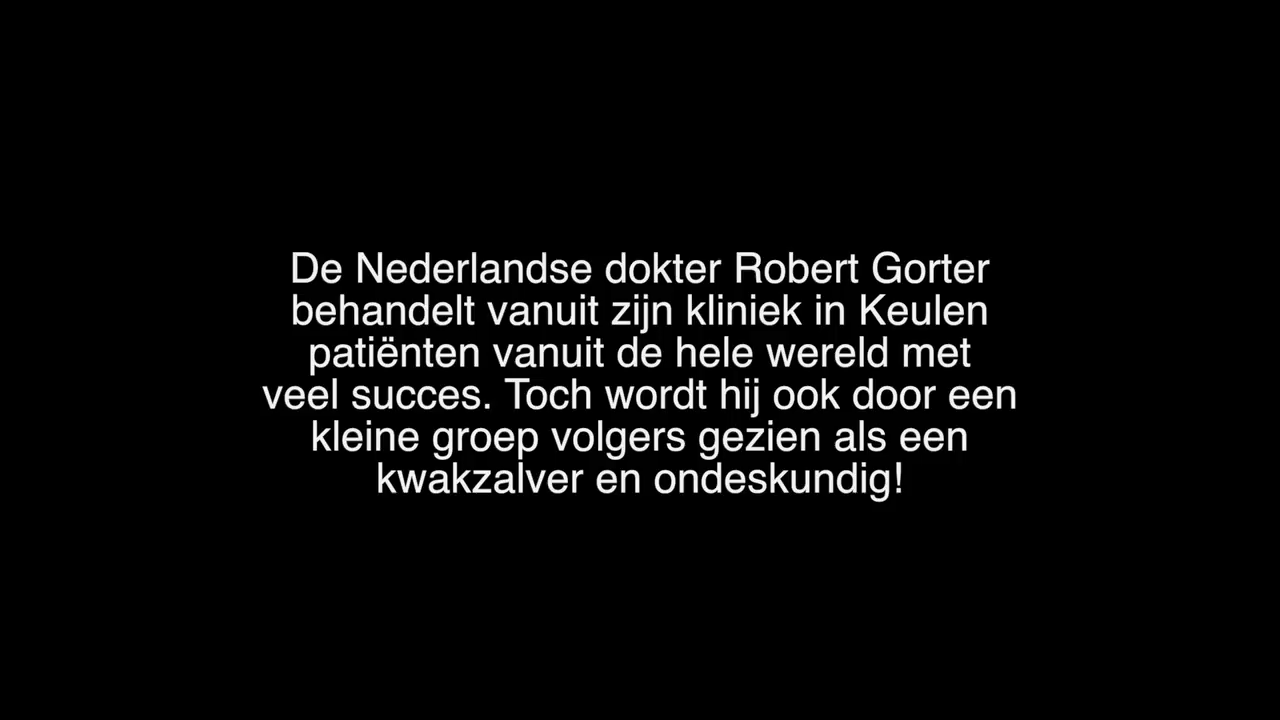 De Nederlandse dokter Robert Gorter
behandelt vanuit zijn kliniek in Keulen
patiënten vanuit de hele wereld met
veel succes. Toch wordt hij ook door een
kleine groep volgers gezien als een
kwakzalver en ondeskundig!